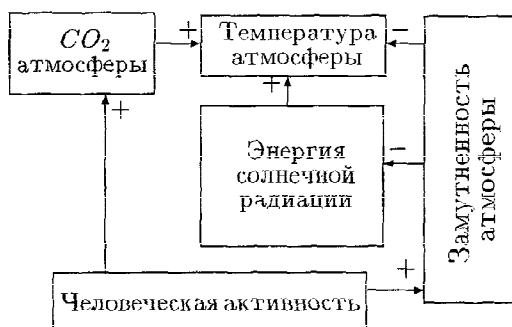 CO₂
атмосферы
+
Температура
атмосферы
−
+
+
Энергия
солнечной
радиации
−
Замутненность
атмосферы
+
Человеческая активность